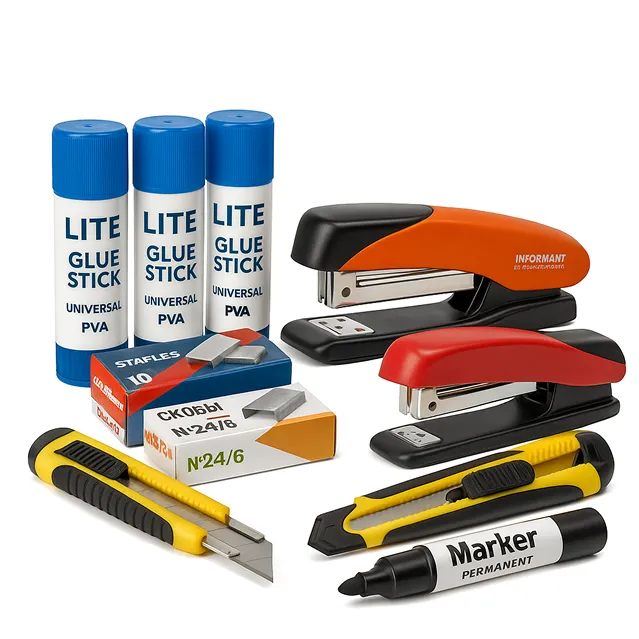 LITE
GLUE
STICK
UNIVERSAL
PVA
LITE
GLUE
STICK
UNIVERSAL
PVA
LITE
GLUE
STICK
UNIVERSAL
PVA
INFORMANT
STAFLES
10
СКОБЫ
№24/6
№24/6
Marker
PERMANENT